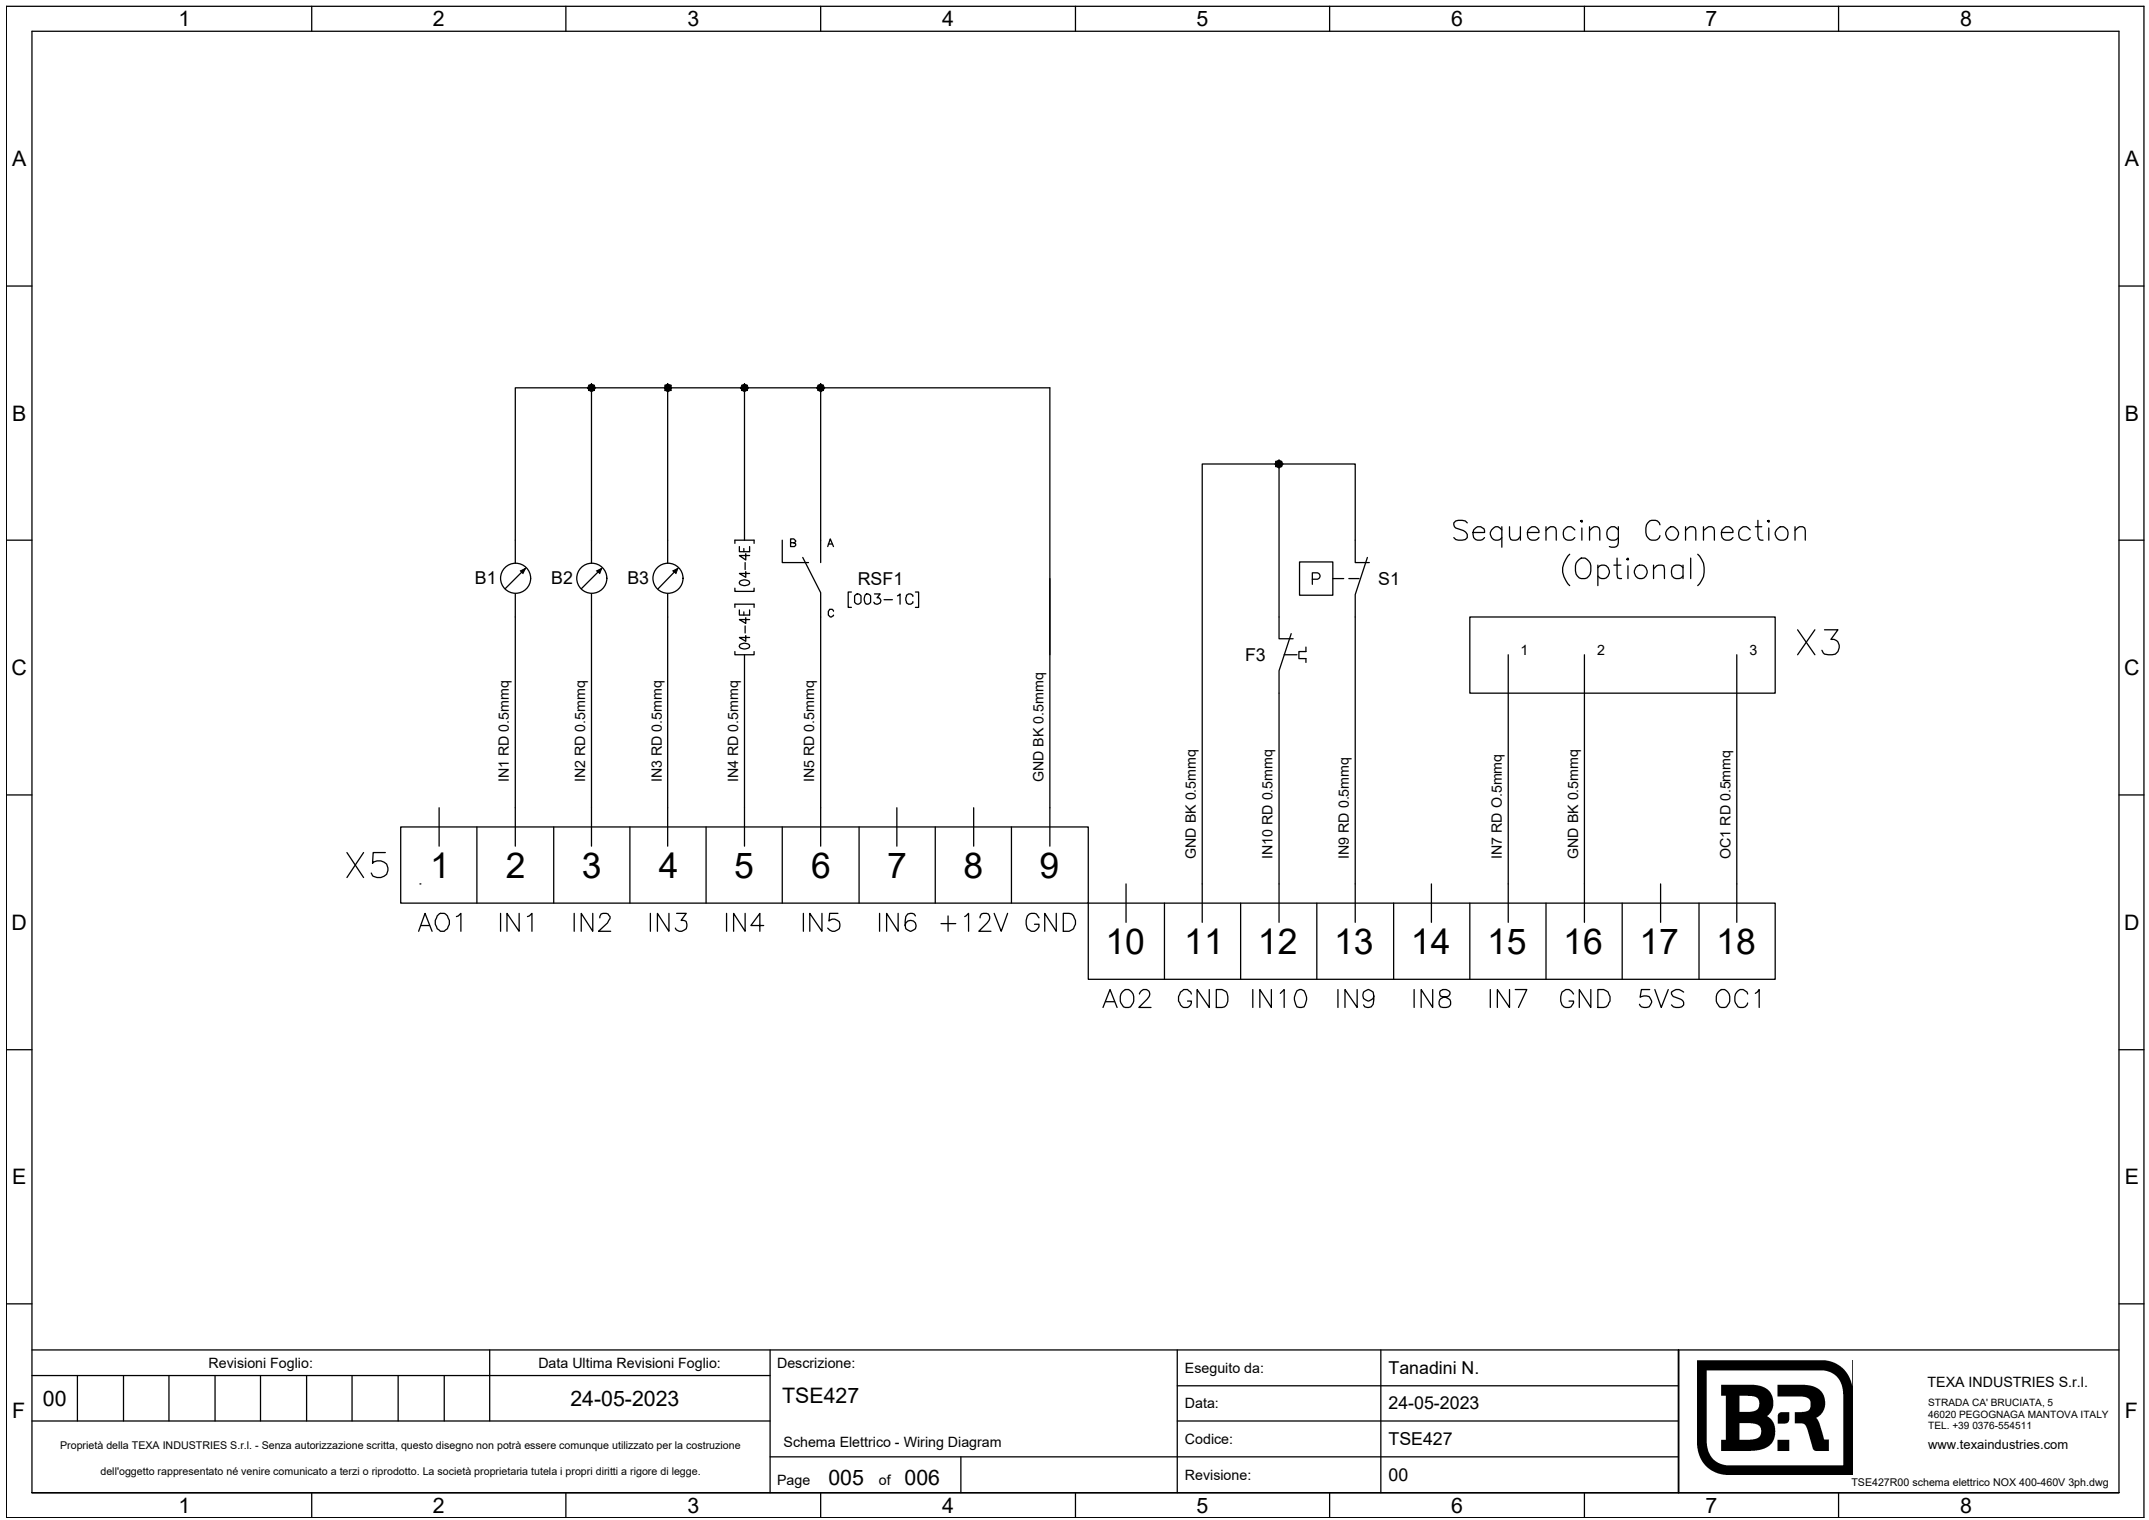 1 2 3 4 5 6 7 8
A A
B B
Sequencing Connection
(Optional)
B A
[04-4E]
B1 B2 B3 RSF1 P S1
[003-1C]
C
[04-4E]
X3
F3 1 2 3
C C
IN1 RD 0.5mmq
IN2 RD 0.5mmq
IN3 RD 0.5mmq
IN4 RD 0.5mmq
IN5 RD 0.5mmq
GND BK 0.5mmq
GND BK 0.5mmq
IN10 RD 0.5mmq
IN9 RD 0.5mmq
IN7 RD O.5mmq
GND BK 0.5mmq
OC1 RD 0.5mmq
X5 1 2 3 4 5 6 7 8 9
AO1 IN1 IN2 IN3 IN4 IN5 IN6 +12V GND
D D
10 11 12 13 14 15 16 17 18
AO2 GND IN10 IN9 IN8 IN7 GND 5VS OC1
E E
F F
Revisioni Foglio:
00
Data Ultima Revisioni Foglio:
24-05-2023
Proprietà della TEXA INDUSTRIES S.r.l. - Senza autorizzazione scritta, questo disegno non potrà essere comunque utilizzato per la costruzione
dell'oggetto rappresentato né venire comunicato a terzi o riprodotto. La società proprietaria tutela i propri diritti a rigore di legge.
Descrizione:
TSE427
Schema Elettrico - Wiring Diagram
Page 005 of 006
Eseguito da: Tanadini N.
Data: 24-05-2023
Codice: TSE427
Revisione: 00
B:R
TEXA INDUSTRIES S.r.l.
STRADA CA' BRUCIATA, 5
46020 PEGOGNAGA MANTOVA ITALY
TEL. +39 0376-554511
www.texaindustries.com
TSE427R00 schema elettrico NOX 400-460V 3ph.dwg
1 2 3 4 5 6 7 8